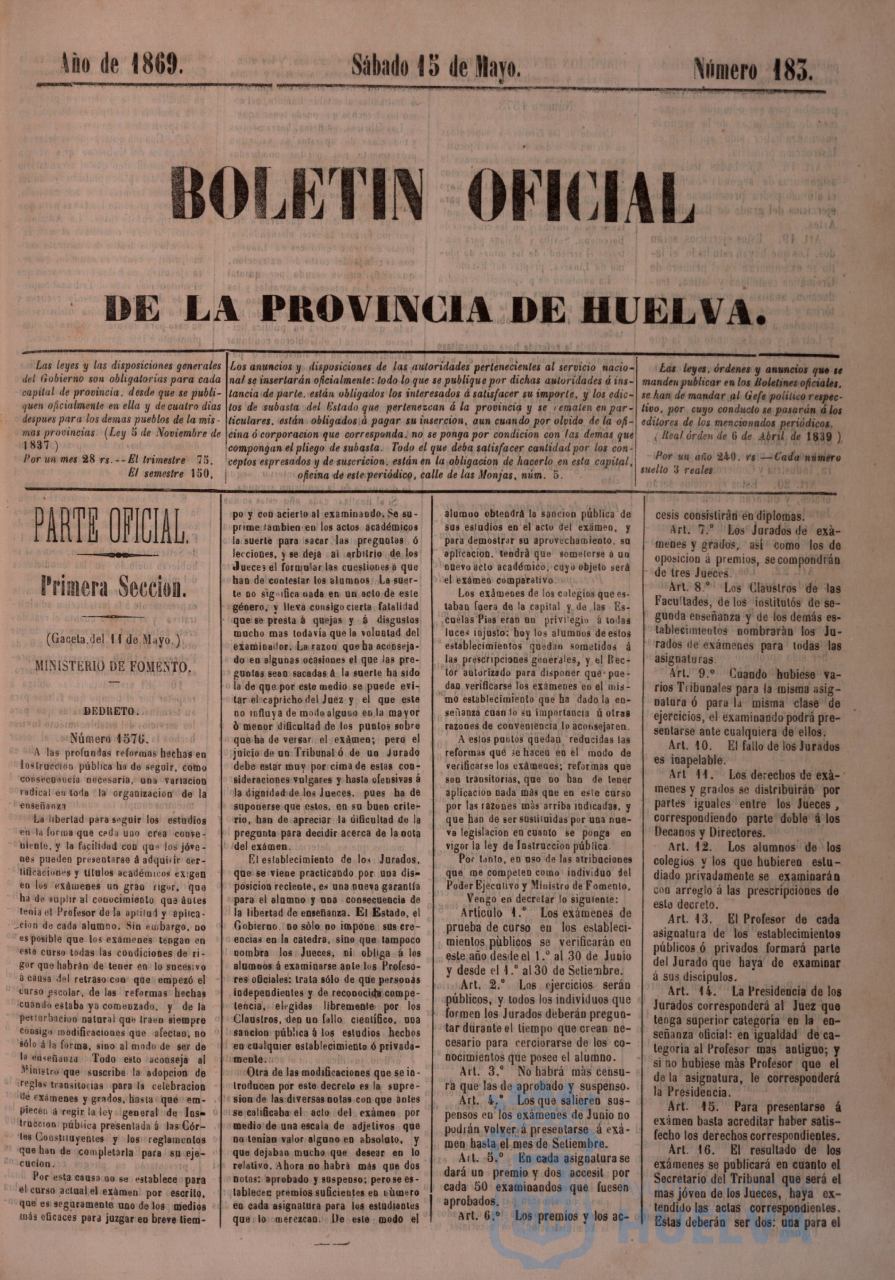 Año de 1869.
Sábado 15 de Mayo.
Número 183.
BOLETIN OFICIAL
DE LA PROVINCIA DE HUELVA.
Las leyes y las disposiciones generales
del Gobierno son obligatorias para cada
capital de provincia, desde que se publi-
quen oficialmente en ella y de cuatro dias
despues para los demas pueblos de la mis-
mas provincias. (Ley 5 de Noviembre de
1837.)
Por un mes 28 rs.--El trimestre 75.
El semestre 150.
Los anuncios y disposiciones de las autoridades pertenecientes al servicio nacio-
nal se insertarán oficialmente: todo lo que se publique por dichas autoridades á ins-
tancia de parte, están obligados los interesados á satisfacer su importe, y los edic-
tos de subasta del Estado que pertenezcan á la provincia y se rematen en par-
ticulares, están obligados á pagar su insercion, aun cuando por olvido de la ofi-
cina ó corporacion que corresponda, no se ponga por condicion con las demas que
compongan el pliego de subasta. Todo el que deba satisfacer cantidad por los con-
ceptos espresados y de suscricion, están en la obligacion de hacerlo en esta capital,
oficina de este periódico, calle de las Monjas, núm. 5.
Las leyes, órdenes y anuncios que se
manden publicar en los Boletines oficiales,
se han de mandar al Gefe político respec-
tivo, por cuyo conducto se pasarán á los
editores de los mencionados periódicos.
(Real órden de 6 de Abril de 1839)
Por un año 240, rs —Cada número
suelto 3 reales
PARTE OFICIAL.
Primera Seccion.
(Gaceta del 11 de Mayo.)
MINISTERIO DE FOMENTO.
DEDRETO.
Número 1576.
A las profundas reformas hechas en
Instruccion pública ha de seguir, como
consecuencia necesaria, una variacion
radical en toda la organizacion de la
enseñanza
La libertad para seguir los estudios
en la forma que cada uno crea conve-
niente, y la facilidad con que los jóve-
nes pueden presentarse á adquirir cer-
tificaciones y títulos académicos exigen
en los exámenes un gran rigor, que
ha de suplir al conocimiento que ántes
tenia el Profesor de la aptitud y aplica-
cion de cada alumno. Sin embargo, no
es posible que los exámenes tengan en
este curso todas las condiciones de ri-
gor que habrán de tener en lo sucesivo
á causa del retraso con que empezó el
curso escolar, de las reformas hechas
cuando estaba ya comenzado, y de la
perturbacion natural que traen siempre
consigo modificaciones que afectan, no
sólo á la forma, sino al modo de ser de
la enseñanza Todo esto aconseja al
Ministro que suscribe la adopcion de
reglas transitorias para la celebracion
de exámenes y grados, hasta que em-
piecen á regir la ley general de Ins-
truccion pública presentada á las Cór-
tes Constituyentes y los reglamentos
que han de completarla para su eje-
cucion.
Por esta causa no se establece para
el curso actual el exàmen por escrito,
que es seguramente uno de los medios
más eficaces para juzgar en breve tiem-
po y con acierto al examinando. Se su-
prime tambien en los actos académicos
la suerte para sacar las preguntas ó
lecciones, y se deja al arbitrio de los
Jueces el formular las cuestiones á que
han de contestar los alumnos. La suer-
te no significa nada en un acto de este
género, y lleva consigo cierta fatalidad
que se presta á quejas y á disgustos
mucho mas todavía que la voluntad del
examinador. La razon que ha aconseja-
do en algunas ocasiones el que las pre-
guntas sean sacadas á la suerte ha sido
la de que por este medio se puede evi-
tar el capricho del Juez y el que este
no influya de modo alguno en la mayor
ó menor dificultad de los puntos sobre
que ha de versar el exámen; pero el
juicio de un Tribunal ó de un Jurado
debe estar muy por cima de estas con-
sideraciones vulgares y hasta ofensivas á
la dignidad de los Jueces, pues ha de
suponerse que estos, en su buen crite-
rio, han de apreciar la dificultad de la
pregunta para decidir acerca de la nota
del exámen.
El establecimiento de los Jurados,
que se viene practicando por una dis-
posicion reciente, es una nueva garantía
para el alumno y una consecuencia de
la libertad de enseñanza. El Estado, el
Gobierno, no sólo no impone sus cre-
encias en la cátedra, sino que tampoco
nombra los Jueces, ni obliga á los
alumnos á examinarse ante los Profeso-
res oficiales: trata sólo de que personas
independientes y de reconocida compe-
tencia, elegidas libremente por los
Claustros, den un fallo científico, una
sancion pública á los estudios hechos
en cualquier establecimiento ó privada-
mente.
Otra de las modificaciones que se in-
troducen por este decreto es la supre-
sion de las diversas notas con que antes
se calificaba el acto del exámen por
medio de una escala de adjetivos que
no tenian valor alguno en absoluto, y
que dejaban mucho que desear en lo
relativo. Ahora no habrá más que dos
notas: aprobado y suspenso; pero se es-
tablecen premios suficientes en número
en cada asignatura para los estudiantes
que lo merezcan. De este modo el
alumno obtendrá la sancion pública de
sus estudios en el acto del exámen, y
para demostrar su aprovechamiento, su
aplicacion, tendrá que someterse á un
nuevo acto académico, cuyo objeto será
el exámen comparativo.
Los exámenes de los colegios que es-
taban fuera de la capital y de las Es-
cuelas Pias eran un privilegio á todas
luces injusto: hoy los alumnos de estos
establecimientos quedan sometidos á
las prescripciones generales, y el Rec-
tor autorizado para disponer que pue-
dan verificarse los exámenes en el mis-
mo establecimiento que ha dado la en-
señanza cuando su importancia ú otras
razones de conveniencia lo aconsejaren.
A estos puntos quedan reducidas las
reformas qué se hacen en el modo de
verificarse los exámenes; reformas que
son transitorias, que no han de tener
aplicacion nada más que en este curso
por las razones más arriba indicadas, y
que han de ser sustituidas por una nue-
va legislacion en cuanto se ponga en
vigor la ley de Instruccion pública.
Por tanto, en uso de las atribuciones
que me competen como individuo del
Poder Ejecutivo y Ministro de Fomento,
Vengo en decretar lo siguiente:
Artículo 1.º Los exámenes de
prueba de curso en los estableci-
mientos pùblicos se verificarán en
este año desde el 1.º al 30 de Junio
y desde el 1.º al 30 de Setiembre.
Art. 2.º Los ejercicios serán
públicos, y todos los individuos que
formen los Jurados deberán pregun-
tar durante el tiempo que crean ne-
cesario para cerciorarse de los co-
nocimientos que posee el alumno.
Art. 3.º No habrá màs censu-
ra que las de aprobado y suspenso.
Art. 4.º Los que salieren sus-
pensos en los exámenes de Junio no
podrán volver á presentarse á exá-
men hasta el mes de Setiembre.
Art. 5.º En cada asignatura se
dará un premio y dos accesit por
cada 50 examinandos que fuesen
aprobados.
Art. 6.º Los premios y los ac-
cesis consistirán en diplomas.
Art. 7.º Los Jurados de exà-
menes y grados, así como los de
oposicion á premios, se compondrán
de tres Jueces.
Art. 8.º Los Claustros de las
Facultades, de los institutós de se-
gunda enseñanza y de los demás es-
tablecimientos nombrarán los Ju-
rados de exámenes para todas las
asignaturas.
Art. 9.º Cuando hubiese va-
rios Tribunales para la misma asig-
natura ó para la misma clase de
ejercicios, el examinando podrá pre-
sentarse ante cualquiera de ellos.
Art. 10. El fallo de los Jurados
es inapelable.
Art 11. Los derechos de exà-
menes y grados se distribuirán por
partes iguales entre los Jueces,
correspondiendo parte doble á los
Decanos y Directores.
Art. 12. Los alumnos de los
colegios y los que hubieren estu-
diado privadamente se examinarán
con arreglo á las prescripciones de
este decreto.
Art. 13. El Profesor de cada
asignatura de los establecimientos
públicos ó privados formará parte
del Jurado que haya de examinar
á sus discipulos.
Art. 14. La Presidencia de los
Jurados corresponderá al Juez que
tenga superior categoría en la en-
señanza oficial: en igualdad de ca-
tegoría al Profesor mas antiguo; y
si no hubiese más Profesor que el
de la asignatura, le corresponderá
la Presidencia.
Art. 15. Para presentarse á
exámen basta acreditar haber satis-
fecho los derechos correspondientes.
Art. 16. El resultado de los
exámenes se publicará en cuanto el
Secretario del Tribunal que será el
mas jóven de los Jueces, haya ex-
tendido las actas correspondientes.
Estas deberán ser dos: una para el
HUELVA